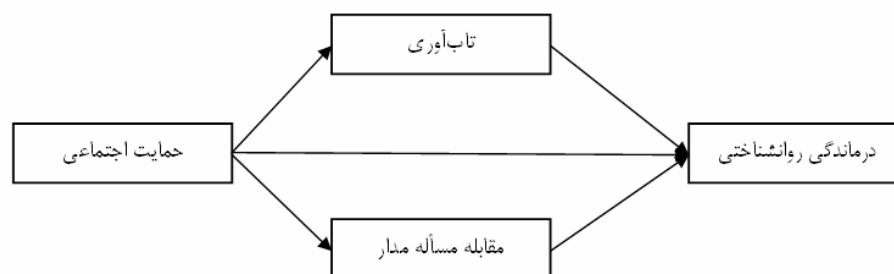 تاب‌آوری
حمایت اجتماعی
درماندگی روانشناختی
مقابله مسأله مدار